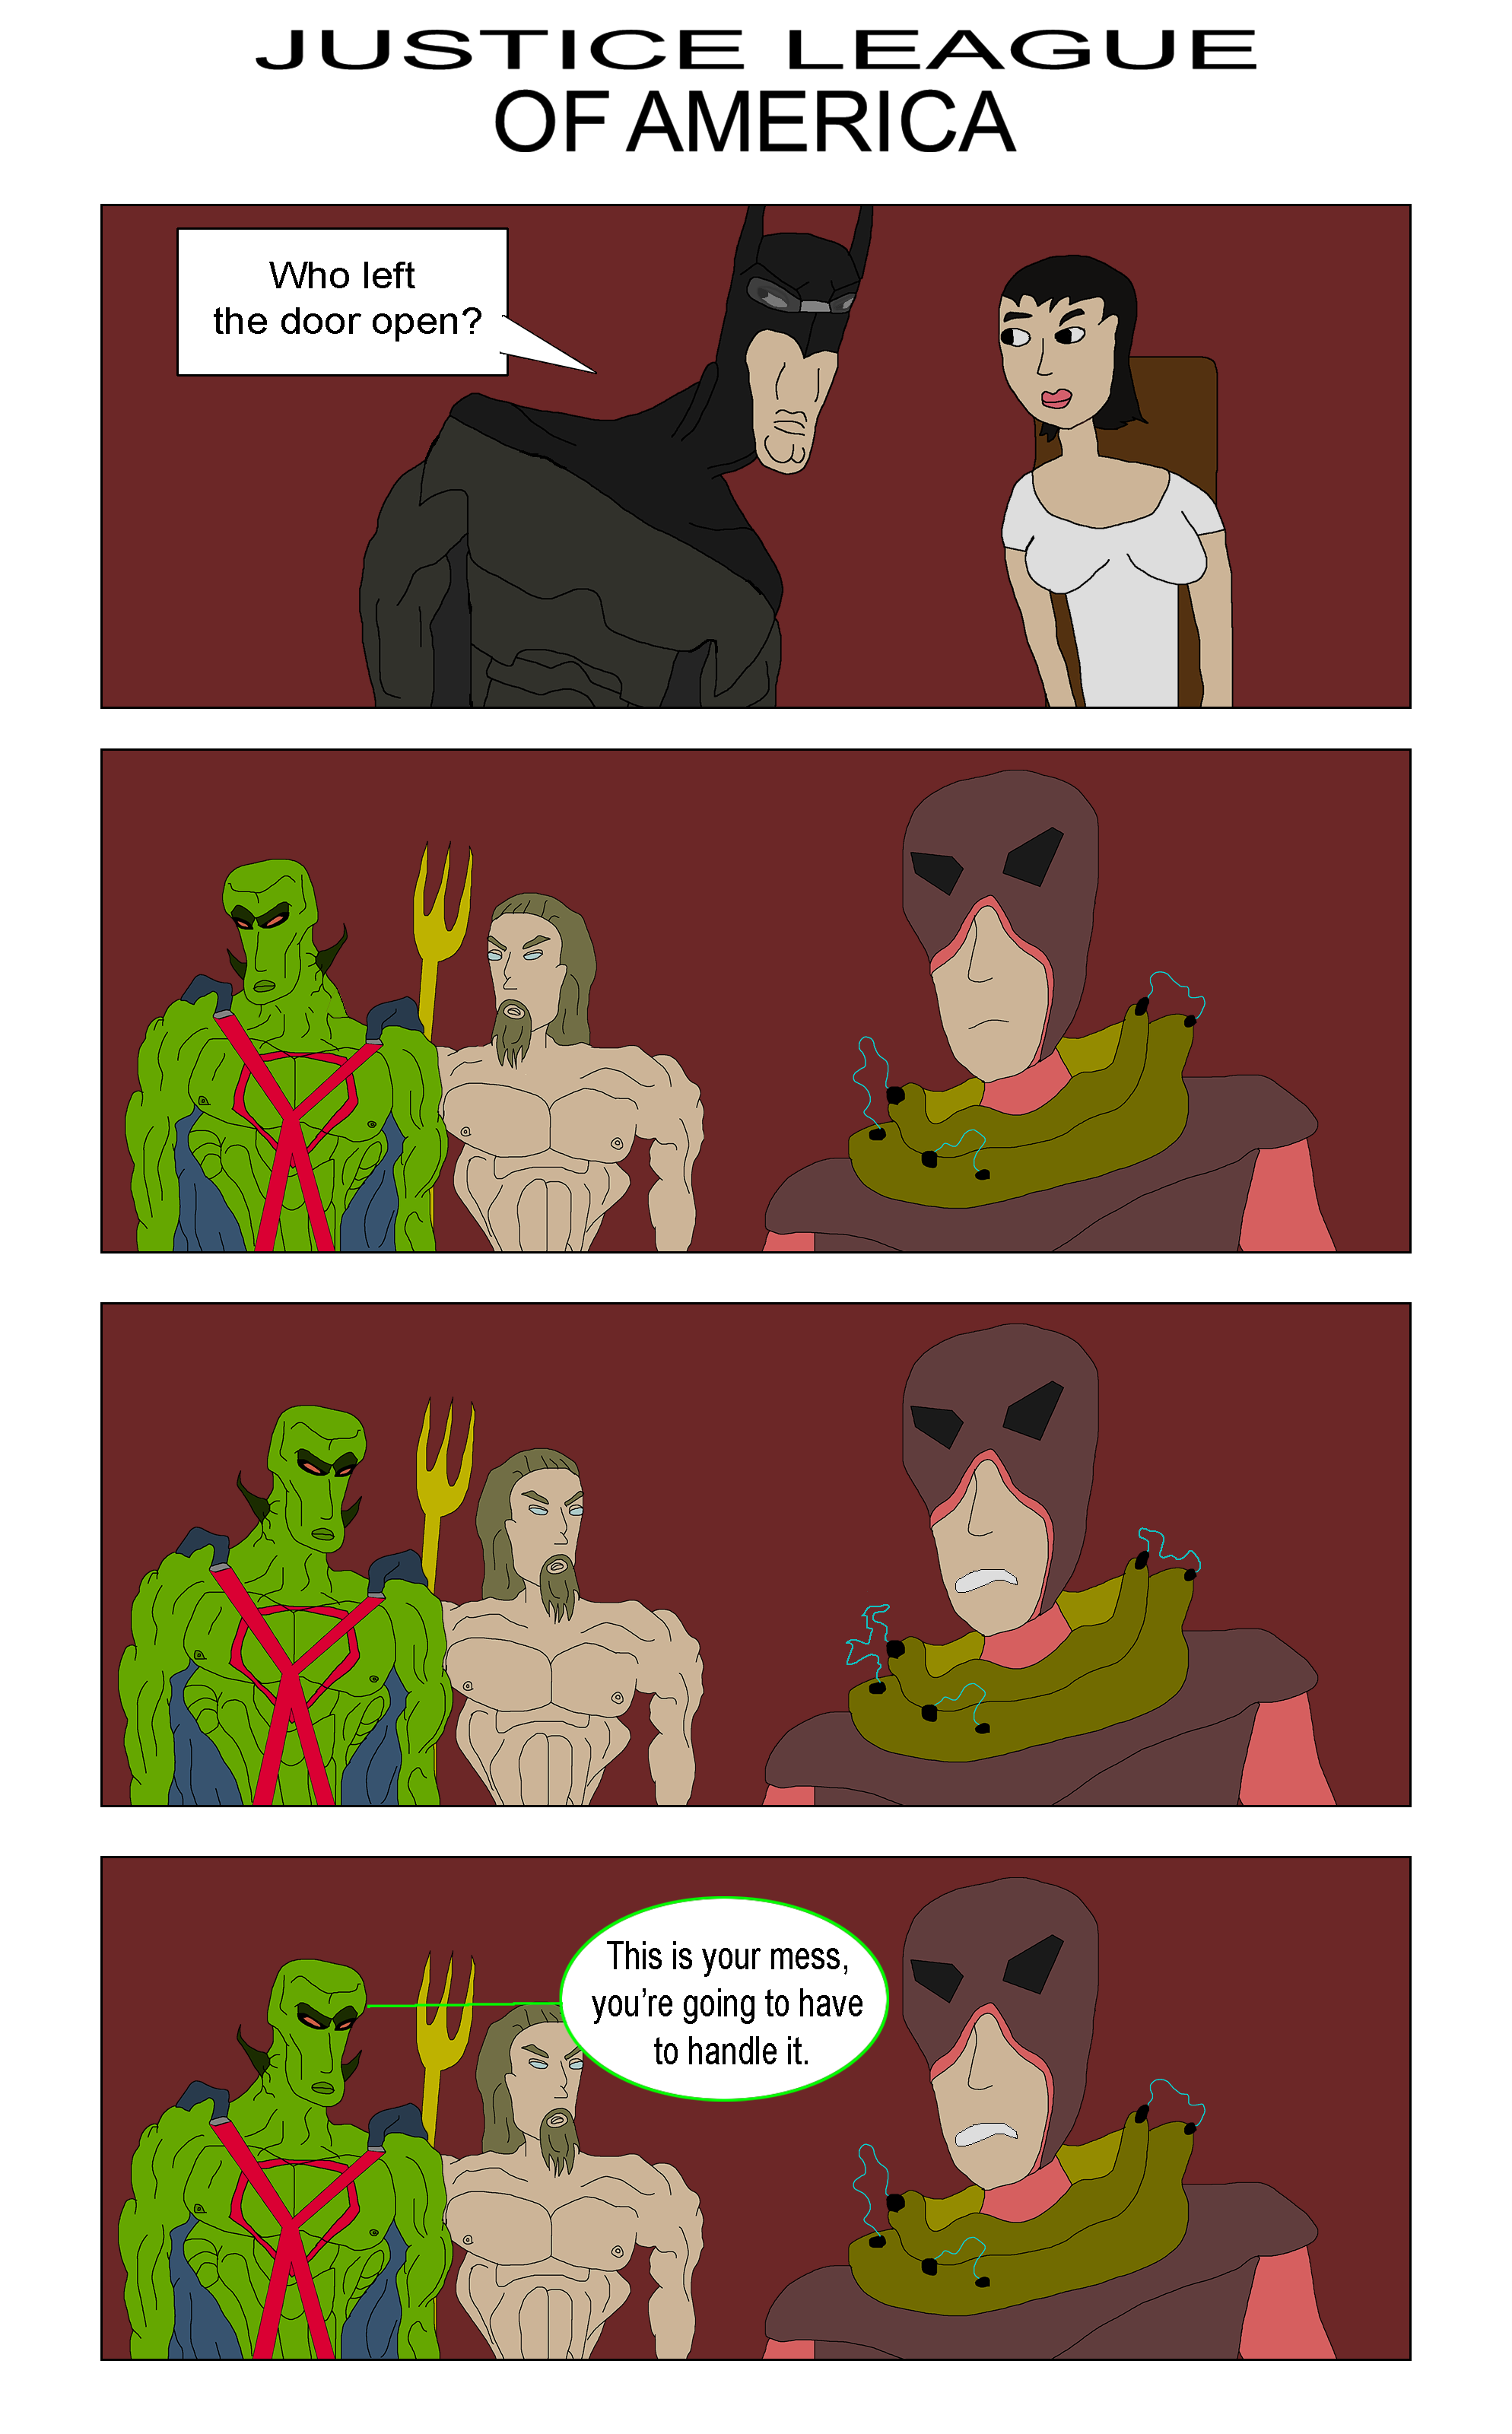 JUSTICE LEAGUE
OF AMERICA
Who left
the door open?
This is your mess,
you're going to have
to handle it.